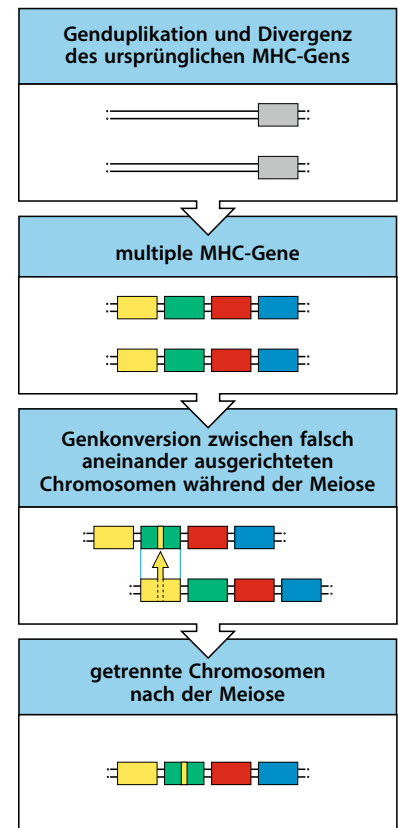 Genduplikation und Divergenz
des ursprünglichen MHC-Gens
multiple MHC-Gene
Genkonversion zwischen falsch
aneinander ausgerichteten
Chromosomen während der Meiose
getrennte Chromosomen
nach der Meiose